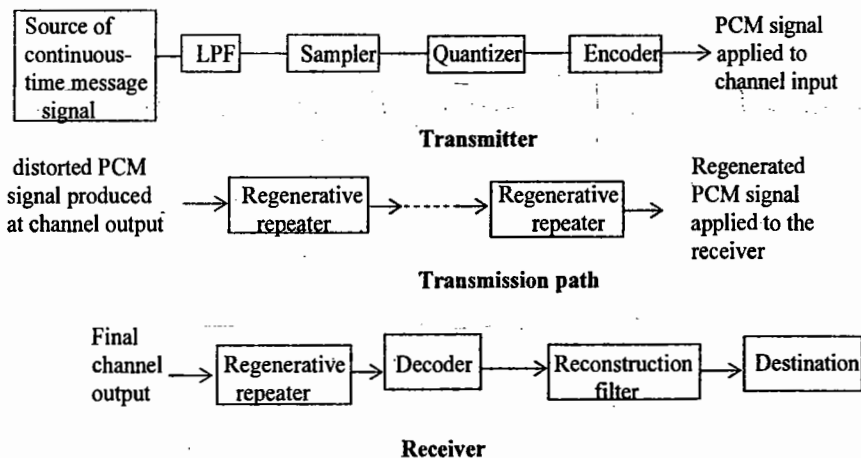 Source of
continuous-
time message
signal
LPF
Sampler
Quantizer
Encoder
PCM signal
applied to
channel input
Transmitter
distorted PCM
signal produced
at channel output
Regenerative
repeater
Regenerative
repeater
Regenerated
PCM signal
applied to the
receiver
Transmission path
Final
channel
output
Regenerative
repeater
Decoder
Reconstruction
filter
Destination
Receiver